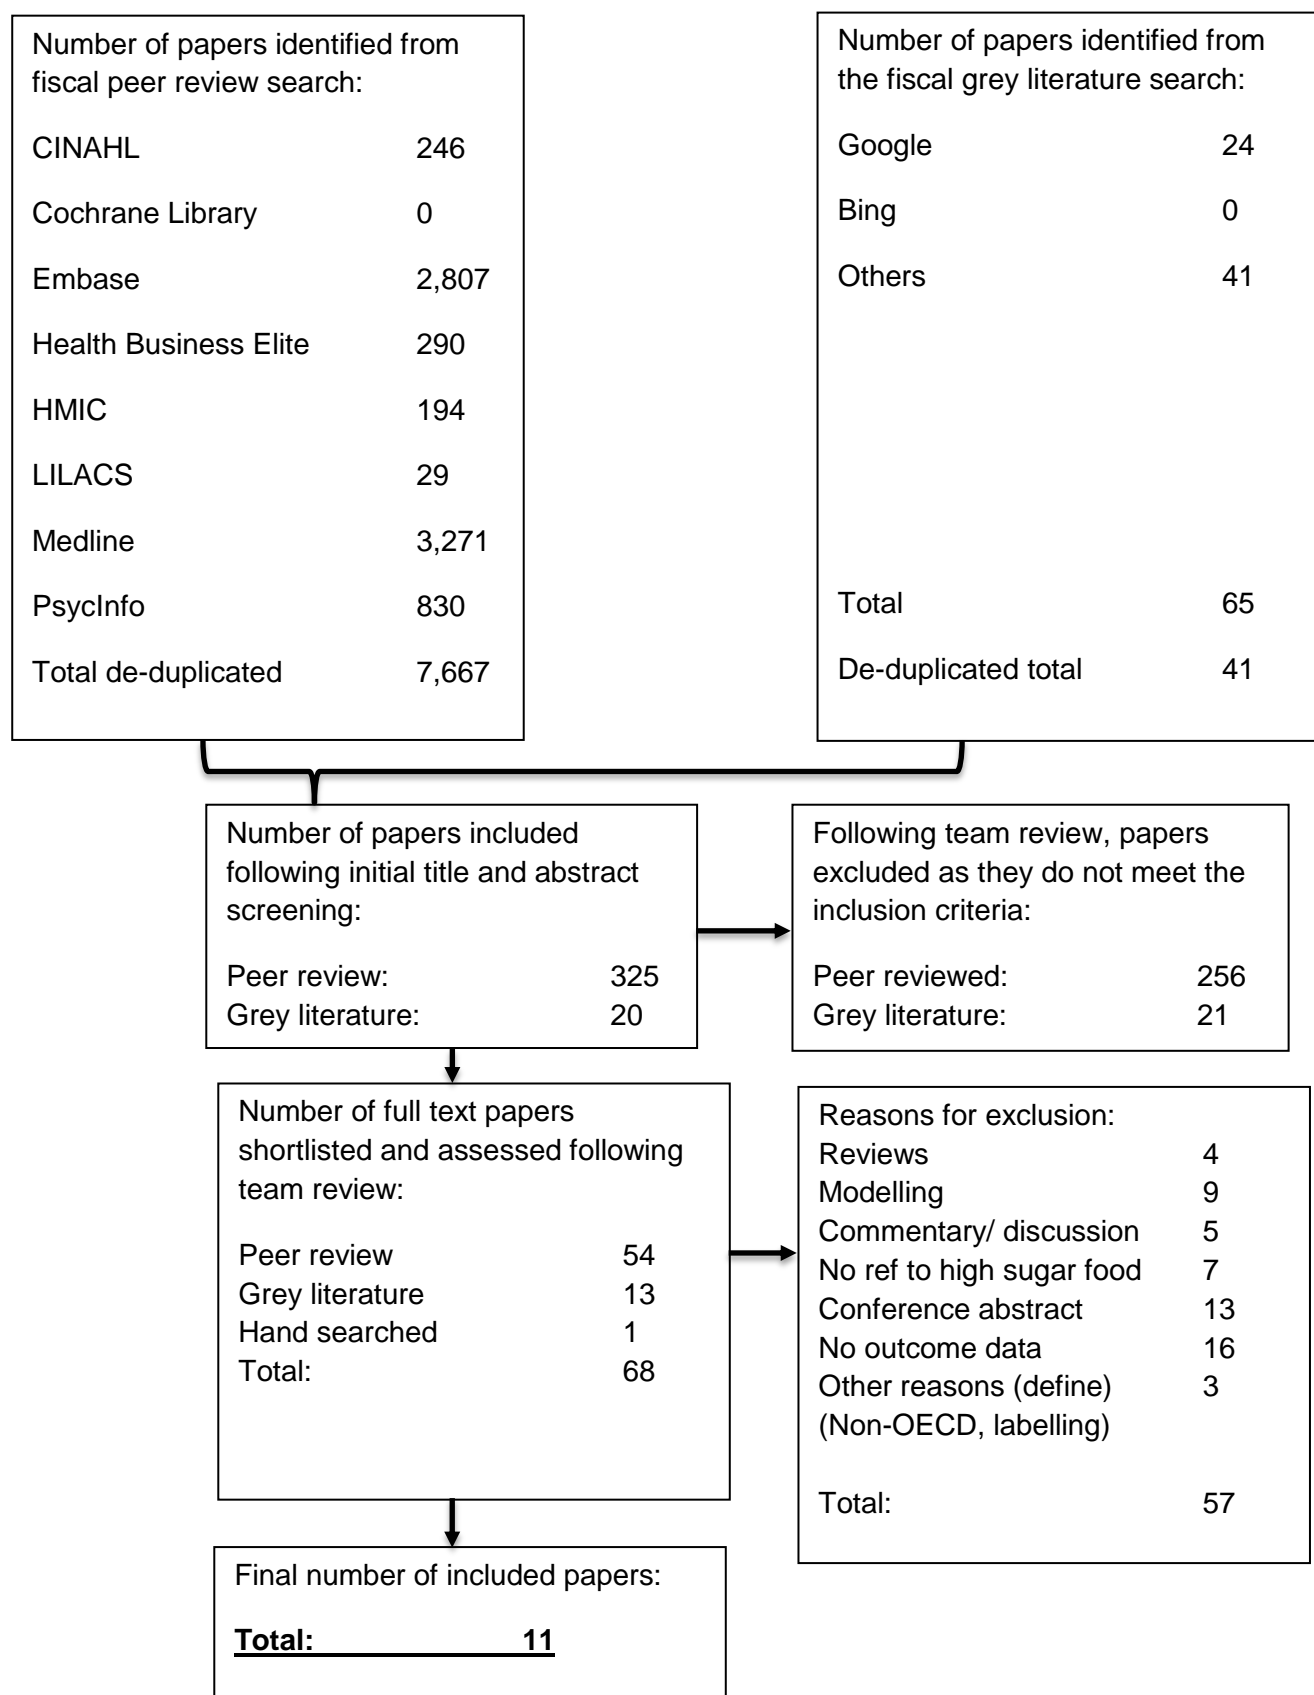 Number of papers identified from
fiscal peer review search:
CINAHL 246
Cochrane Library 0
Embase 2,807
Health Business Elite 290
HMIC 194
LILACS 29
Medline 3,271
PsycInfo 830
Total de-duplicated 7,667
Number of papers identified from
the fiscal grey literature search:
Google 24
Bing 0
Others 41
Total 65
De-duplicated total 41
Number of papers included
following initial title and abstract
screening:
Peer review: 325
Grey literature: 20
Following team review, papers
excluded as they do not meet the
inclusion criteria:
Peer reviewed: 256
Grey literature: 21
Number of full text papers
shortlisted and assessed following
team review:
Peer review 54
Grey literature 13
Hand searched 1
Total: 68
Reasons for exclusion:
Reviews 4
Modelling 9
Commentary/ discussion 5
No ref to high sugar food 7
Conference abstract 13
No outcome data 16
Other reasons (define) 3
(Non-OECD, labelling)
Total: 57
Final number of included papers:
Total: 11